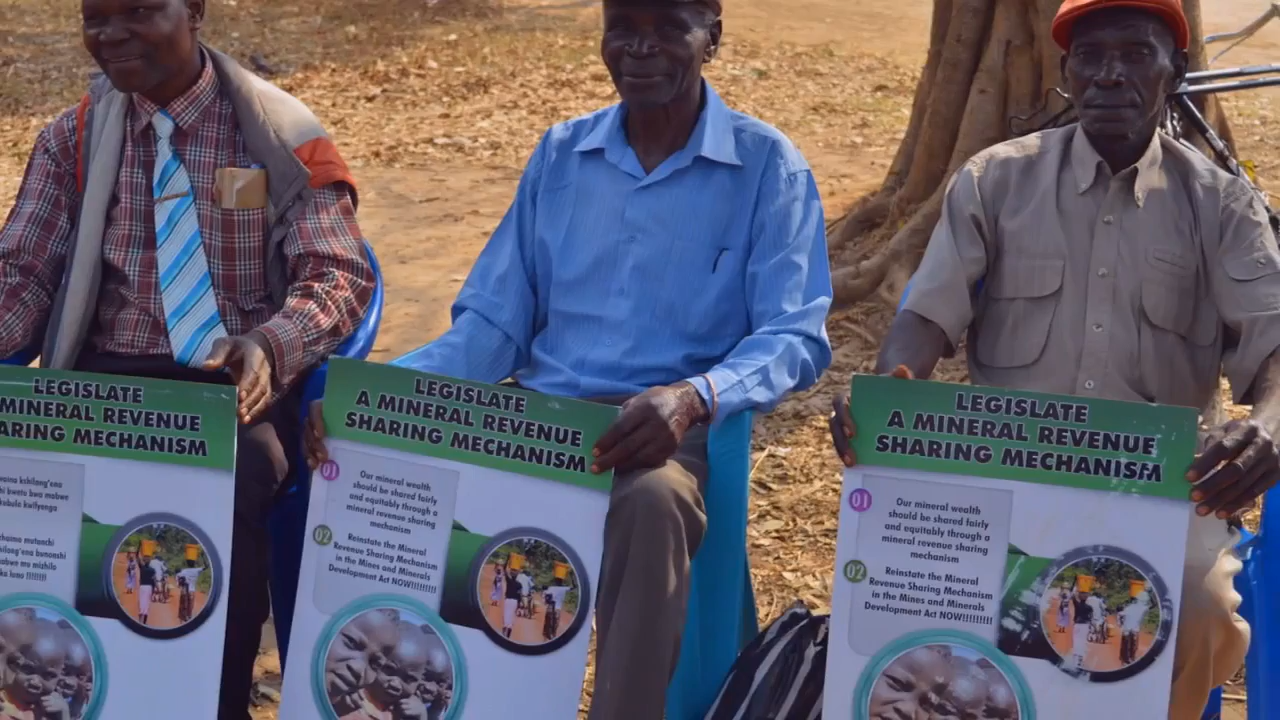 LEGISLATE
MINERAL REVENUE
ARING MECHANISM
LEGISLATE
A MINERAL REVENUE
SHARING MECHANISM
01
Our mineral wealth
should be shared fairly
and equitably through a
mineral revenue sharing
mechanism
02
Reinstate the Mineral
Revenue Sharing Mechanism
in the Mines and Minerals
Development Act NOW!!!!!!!!!
LEGISLATE
A MINERAL REVENUE
SHARING MECHANISM
01
Our mineral wealth
should be shared fairly
and equitably through a
mineral revenue sharing
mechanism
02
Reinstate the Mineral
Revenue Sharing Mechanism
in the Mines and Minerals
Development Act NOW!!!!!!!!!